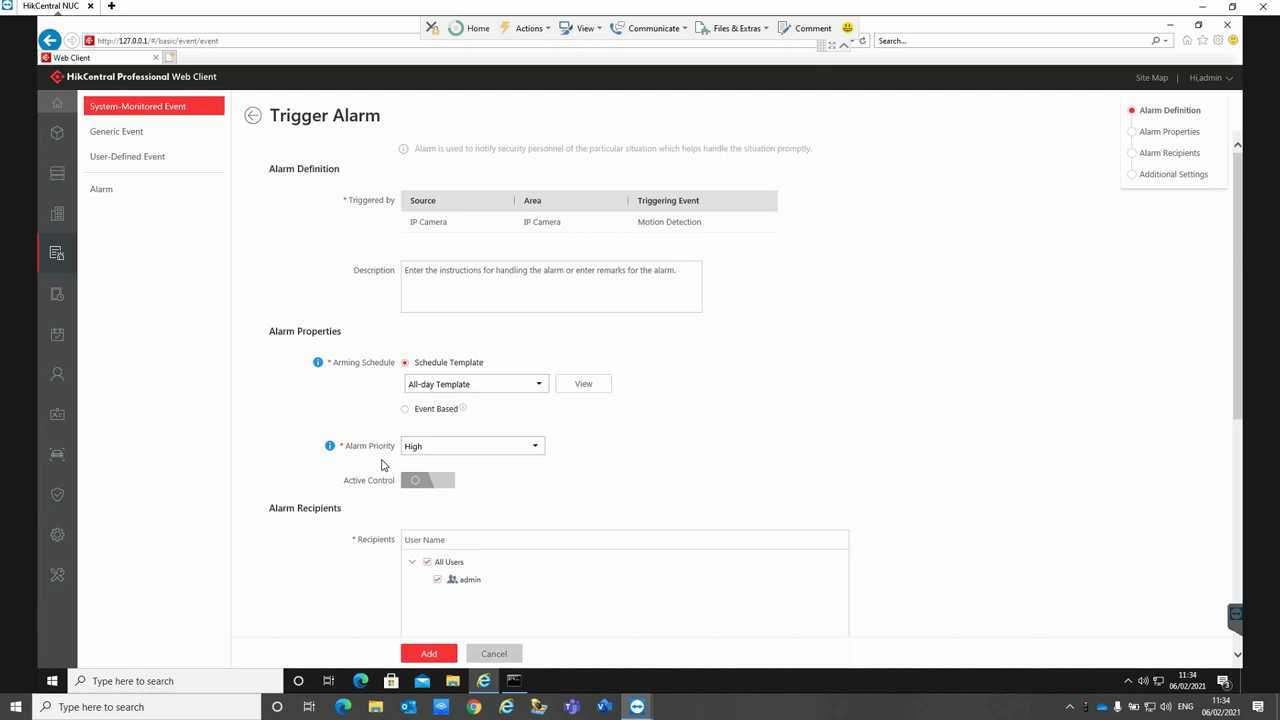 HikCentral NUC
Home Actions View Communicate Files & Extras Comment
http://127.0.0.1/#/basic/event/event
Search...
Web Client
HikCentral Professional Web Client
Site Map Hi,admin
System-Monitored Event
Generic Event
User-Defined Event
Alarm
Trigger Alarm
Alarm is used to notify security personnel of the particular situation which helps handle the situation promptly.
Alarm Definition
Alarm Properties
Alarm Recipients
Additional Settings
Alarm Definition
* Triggered by Source Area Triggering Event
IP Camera IP Camera Motion Detection
Description Enter the instructions for handling the alarm or enter remarks for the alarm.
Alarm Properties
* Arming Schedule Schedule Template
All-day Template View
Event Based
* Alarm Priority High
Active Control
Alarm Recipients
* Recipients User Name
All Users
admin
Add Cancel
Type here to search
11:34
06/02/2021
Type here to search
11:34
06/02/2021